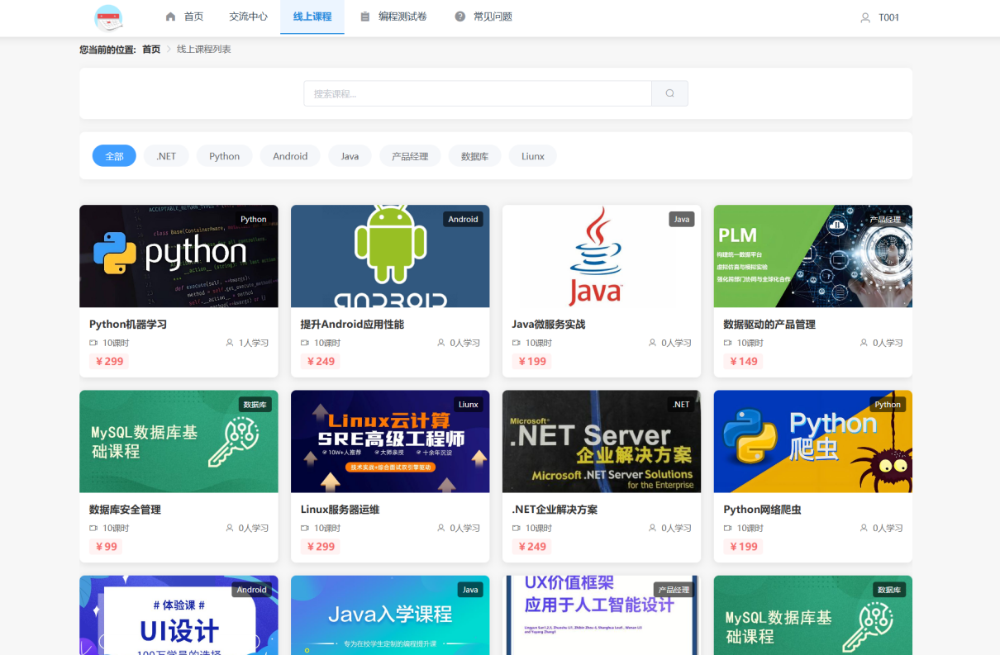 首页
交流中心
线上课程
编程测试卷
常见问题
T001
您当前的位置: 首页 > 线上课程列表
搜索课程...
全部
.NET
Python
Android
Java
产品经理
数据库
Liunx
Python
python
Python机器学习
10课时
1人学习
¥299
Android
ANDROID
提升Android应用性能
10课时
0人学习
¥249
Java
Java
Java微服务实战
10课时
0人学习
¥199
产品经理
PLM
构建统一数据平台
虚拟仿真与模拟实验
强化跨部门协同与全球化合作
数据驱动的产品管理
10课时
0人学习
¥149
数据库
MySQL数据库基
础课程
数据库安全管理
10课时
0人学习
¥99
Liunx
Linux云计算
SRE高级工程师
10W+人推荐 大师亲授 十余年沉淀
技术实战+综合面试双引擎驱动
Linux服务器运维
10课时
0人学习
¥299
.NET
Microsoft
.NET Server
企业解决方案
Microsoft .NET Server Solutions
for the Enterprise
.NET企业解决方案
10课时
0人学习
¥249
Python
Python
爬虫
Python网络爬虫
10课时
0人学习
¥199
Android
# 体验课 #
UI设计
100万学员的选择
Java
Java入学课程
专为在校学生定制的编程提升课
产品经理
UX价值框架
应用于人工智能设计
数据库
MySQL数据库基
础课程